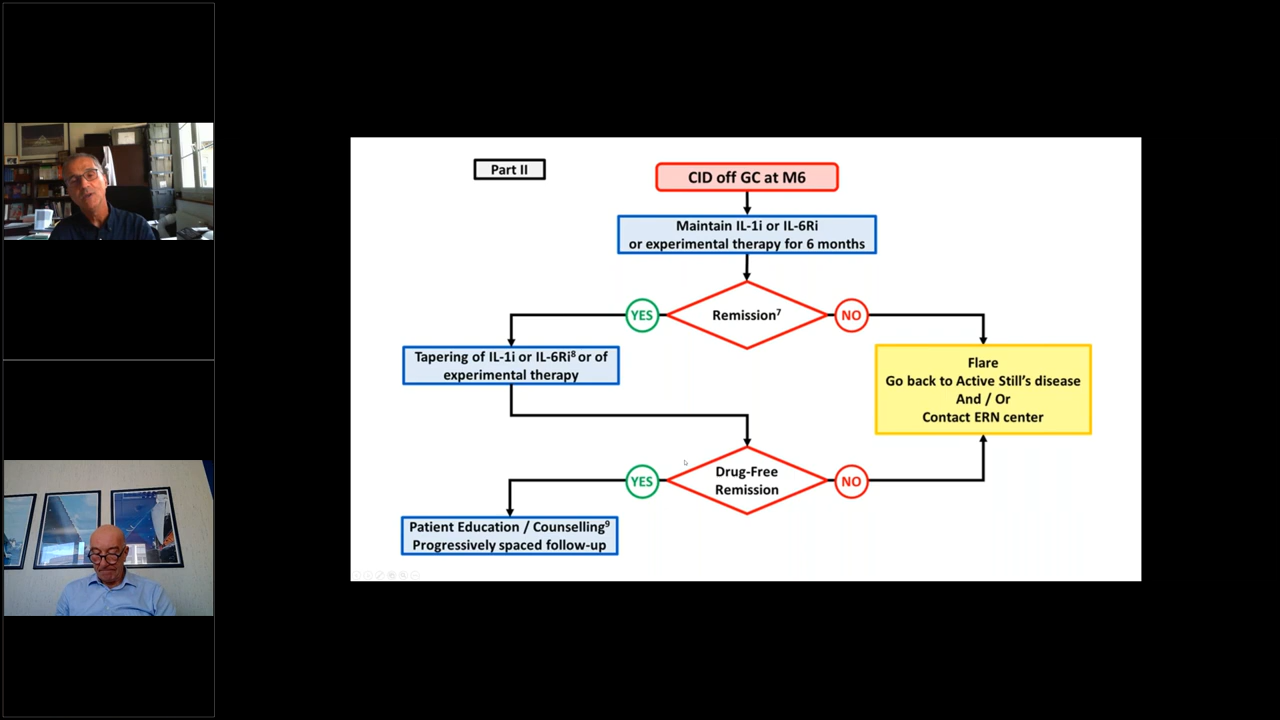 Part II
CID off GC at M6
Maintain IL-1i or IL-6Ri
or experimental therapy for 6 months
YES
Remission⁷
NO
Tapering of IL-1i or IL-6Ri⁸ or of
experimental therapy
Flare
Go back to Active Still's disease
And / Or
Contact ERN center
YES
Drug-Free
Remission
NO
Patient Education / Counselling⁹
Progressively spaced follow-up